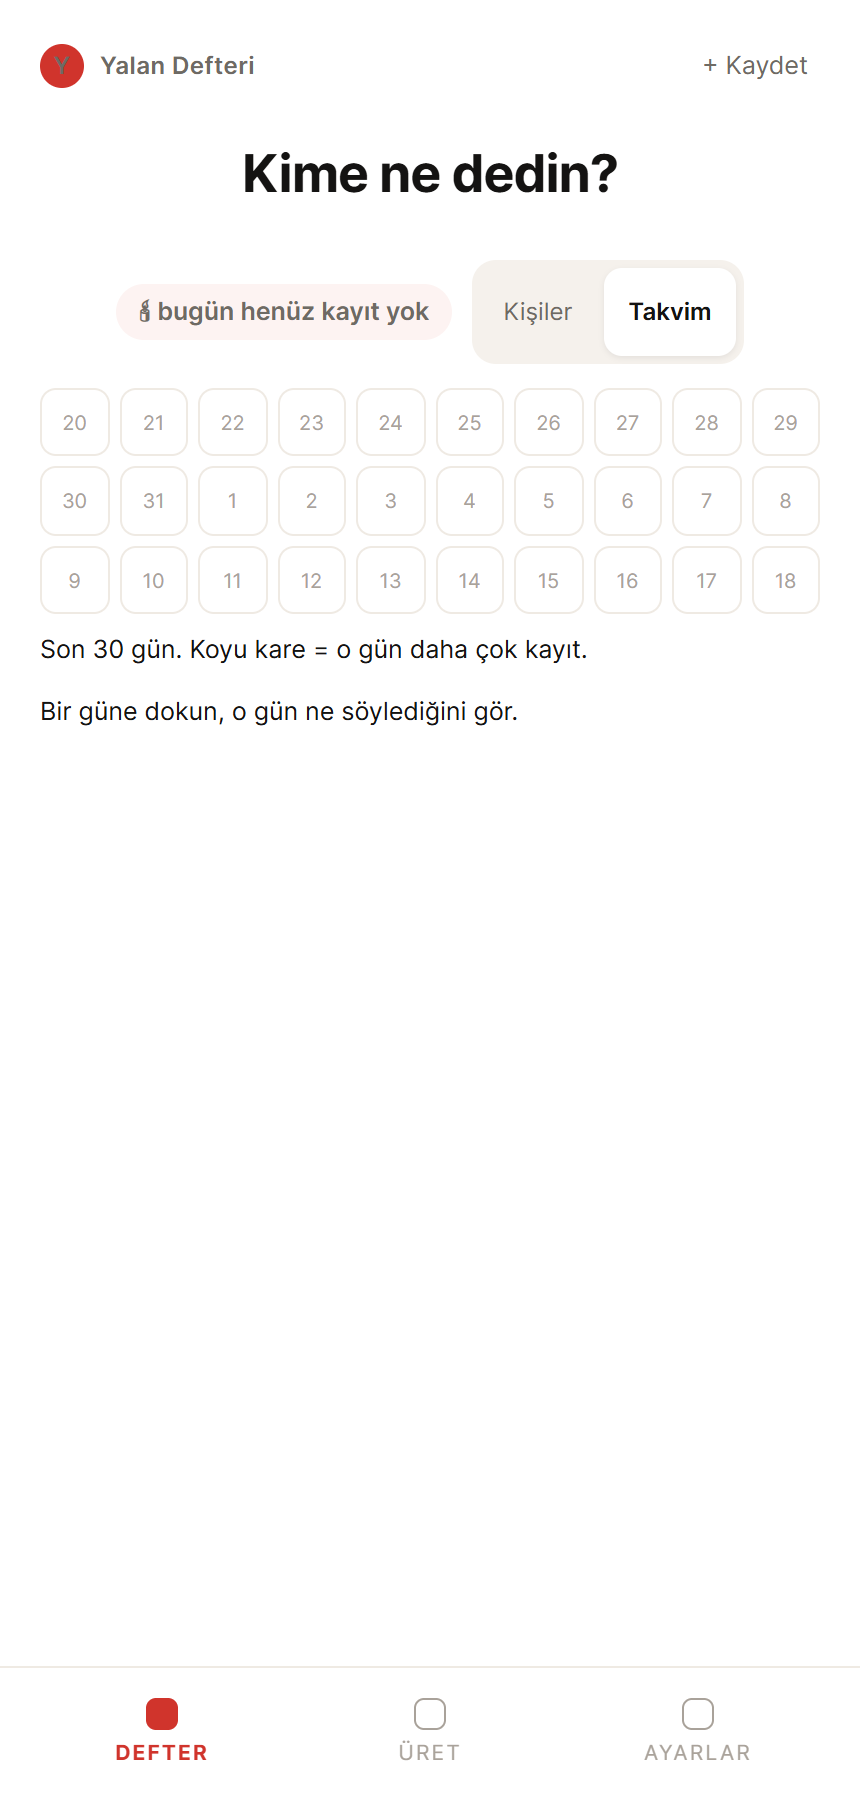 Y Yalan Defteri + Kaydet
Kime ne dedin?
🕯 bugün henüz kayıt yok Kişiler Takvim
20 21 22 23 24 25 26 27 28 29
30 31 1 2 3 4 5 6 7 8
9 10 11 12 13 14 15 16 17 18
Son 30 gün. Koyu kare = o gün daha çok kayıt.
Bir güne dokun, o gün ne söylediğini gör.
DEFTER ÜRET AYARLAR